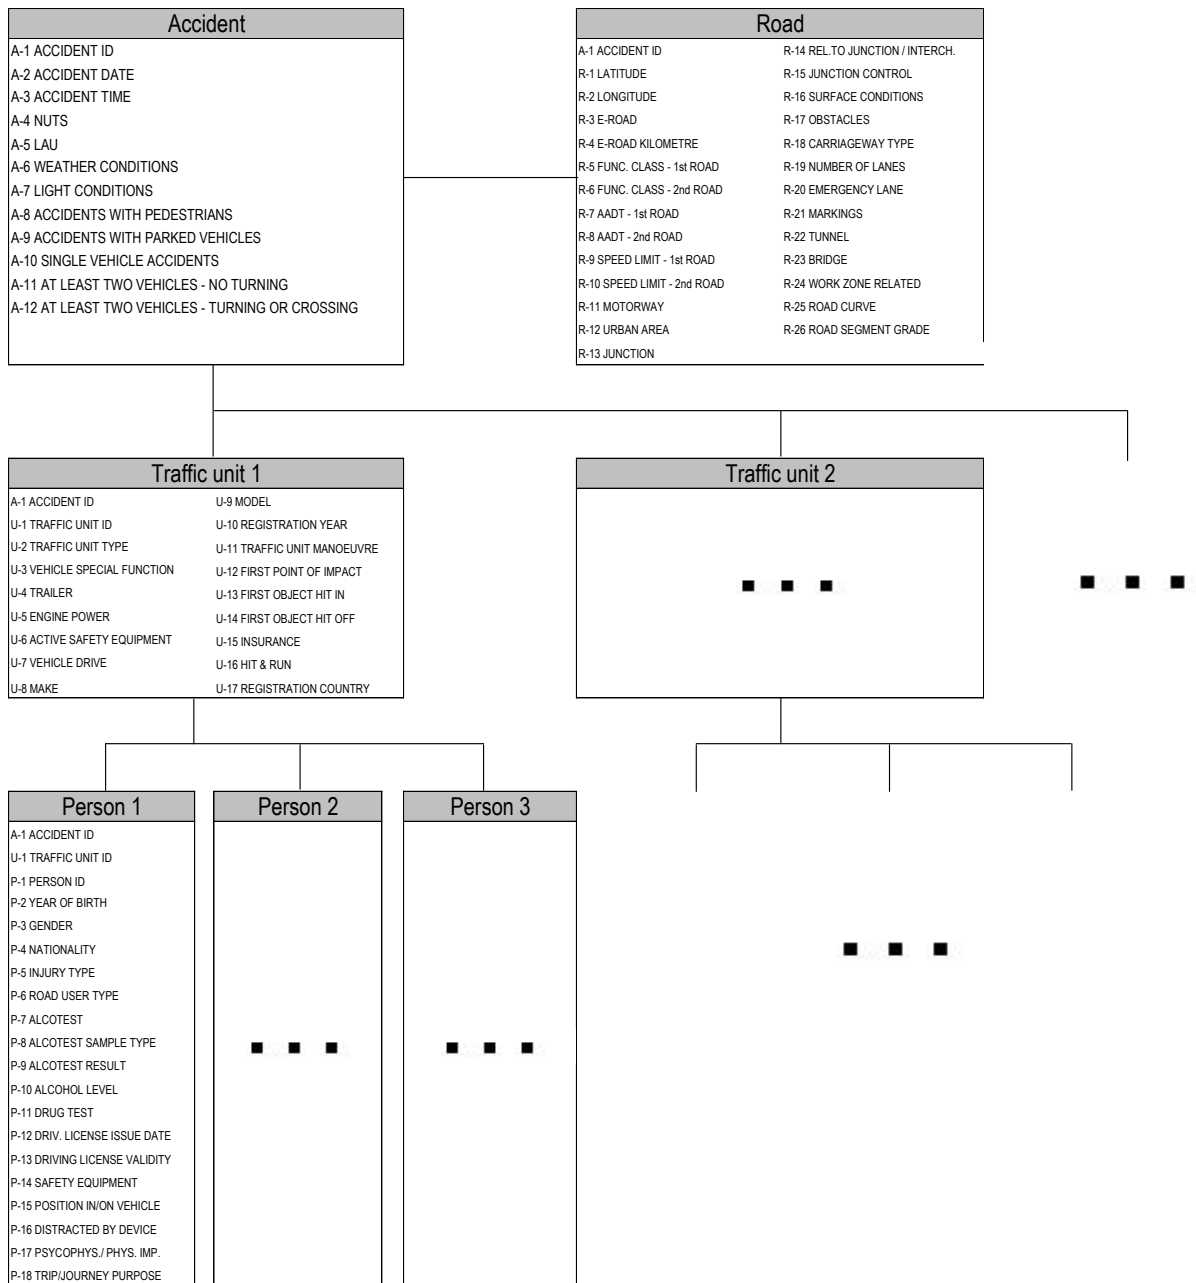 Accident
A-1 ACCIDENT ID
A-2 ACCIDENT DATE
A-3 ACCIDENT TIME
A-4 NUTS
A-5 LAU
A-6 WEATHER CONDITIONS
A-7 LIGHT CONDITIONS
A-8 ACCIDENTS WITH PEDESTRIANS
A-9 ACCIDENTS WITH PARKED VEHICLES
A-10 SINGLE VEHICLE ACCIDENTS
A-11 AT LEAST TWO VEHICLES - NO TURNING
A-12 AT LEAST TWO VEHICLES - TURNING OR CROSSING
Road
A-1 ACCIDENT ID
R-1 LATITUDE
R-2 LONGITUDE
R-3 E-ROAD
R-4 E-ROAD KILOMETRE
R-5 FUNC. CLASS - 1st ROAD
R-6 FUNC. CLASS - 2nd ROAD
R-7 AADT - 1st ROAD
R-8 AADT - 2nd ROAD
R-9 SPEED LIMIT - 1st ROAD
R-10 SPEED LIMIT - 2nd ROAD
R-11 MOTORWAY
R-12 URBAN AREA
R-13 JUNCTION
R-14 REL.TO JUNCTION / INTERCH.
R-15 JUNCTION CONTROL
R-16 SURFACE CONDITIONS
R-17 OBSTACLES
R-18 CARRIAGEWAY TYPE
R-19 NUMBER OF LANES
R-20 EMERGENCY LANE
R-21 MARKINGS
R-22 TUNNEL
R-23 BRIDGE
R-24 WORK ZONE RELATED
R-25 ROAD CURVE
R-26 ROAD SEGMENT GRADE
Traffic unit 1
A-1 ACCIDENT ID
U-1 TRAFFIC UNIT ID
U-2 TRAFFIC UNIT TYPE
U-3 VEHICLE SPECIAL FUNCTION
U-4 TRAILER
U-5 ENGINE POWER
U-6 ACTIVE SAFETY EQUIPMENT
U-7 VEHICLE DRIVE
U-8 MAKE
U-9 MODEL
U-10 REGISTRATION YEAR
U-11 TRAFFIC UNIT MANOEUVRE
U-12 FIRST POINT OF IMPACT
U-13 FIRST OBJECT HIT IN
U-14 FIRST OBJECT HIT OFF
U-15 INSURANCE
U-16 HIT & RUN
U-17 REGISTRATION COUNTRY
Traffic unit 2
Person 1
A-1 ACCIDENT ID
U-1 TRAFFIC UNIT ID
P-1 PERSON ID
P-2 YEAR OF BIRTH
P-3 GENDER
P-4 NATIONALITY
P-5 INJURY TYPE
P-6 ROAD USER TYPE
P-7 ALCOTEST
P-8 ALCOTEST SAMPLE TYPE
P-9 ALCOTEST RESULT
P-10 ALCOHOL LEVEL
P-11 DRUG TEST
P-12 DRIV. LICENSE ISSUE DATE
P-13 DRIVING LICENSE VALIDITY
P-14 SAFETY EQUIPMENT
P-15 POSITION IN/ON VEHICLE
P-16 DISTRACTED BY DEVICE
P-17 PSYCOPHYS./ PHYS. IMP.
P-18 TRIP/JOURNEY PURPOSE
Person 2
Person 3